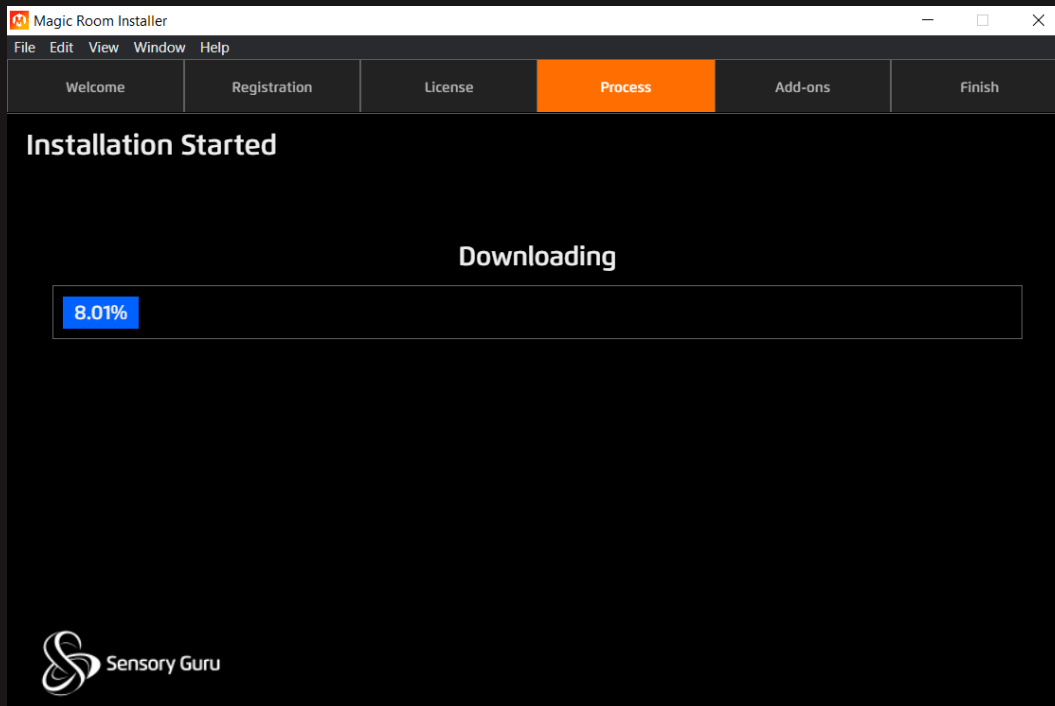 Magic Room Installer
File Edit View Window Help
Welcome Registration License Process Add-ons Finish
Installation Started
Downloading
8.01%
Sensory Guru